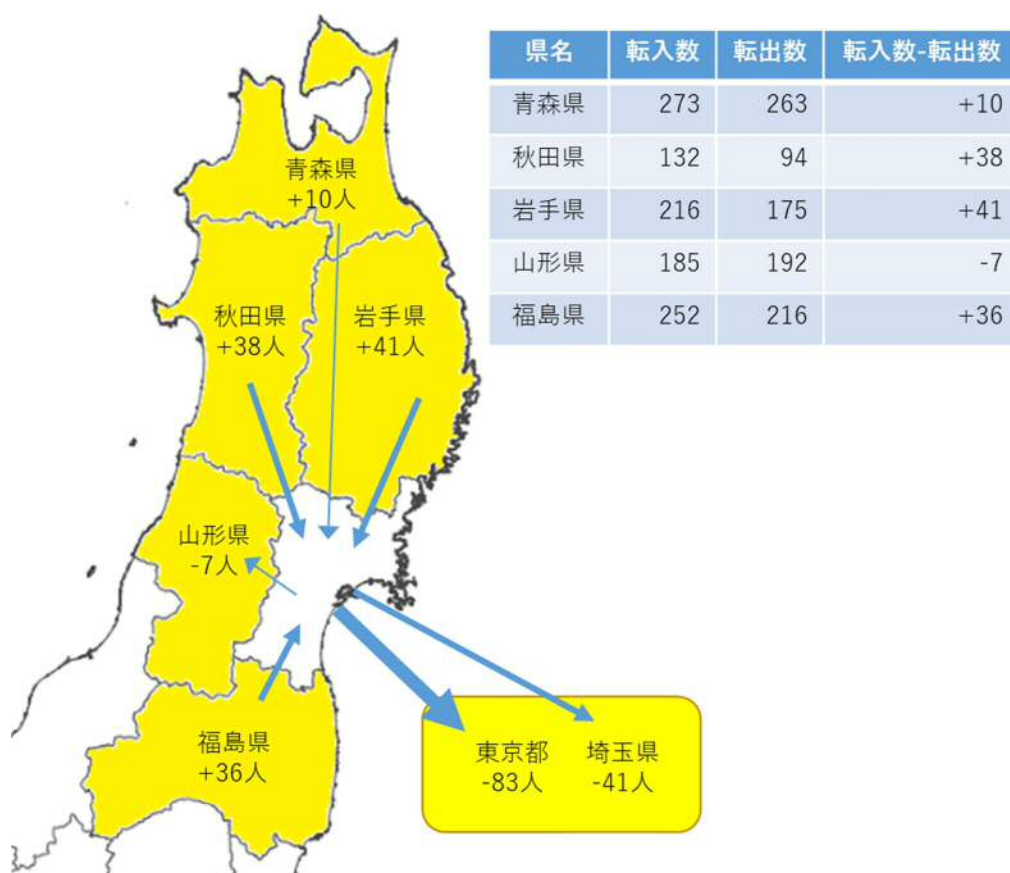 県名 転入数 転出数 転入数-転出数
青森県 273 263 +10
秋田県 132 94 +38
岩手県 216 175 +41
山形県 185 192 -7
福島県 252 216 +36
青森県
+10人
秋田県
+38人
岩手県
+41人
山形県
-7人
福島県
+36人
東京都
-83人
埼玉県
-41人